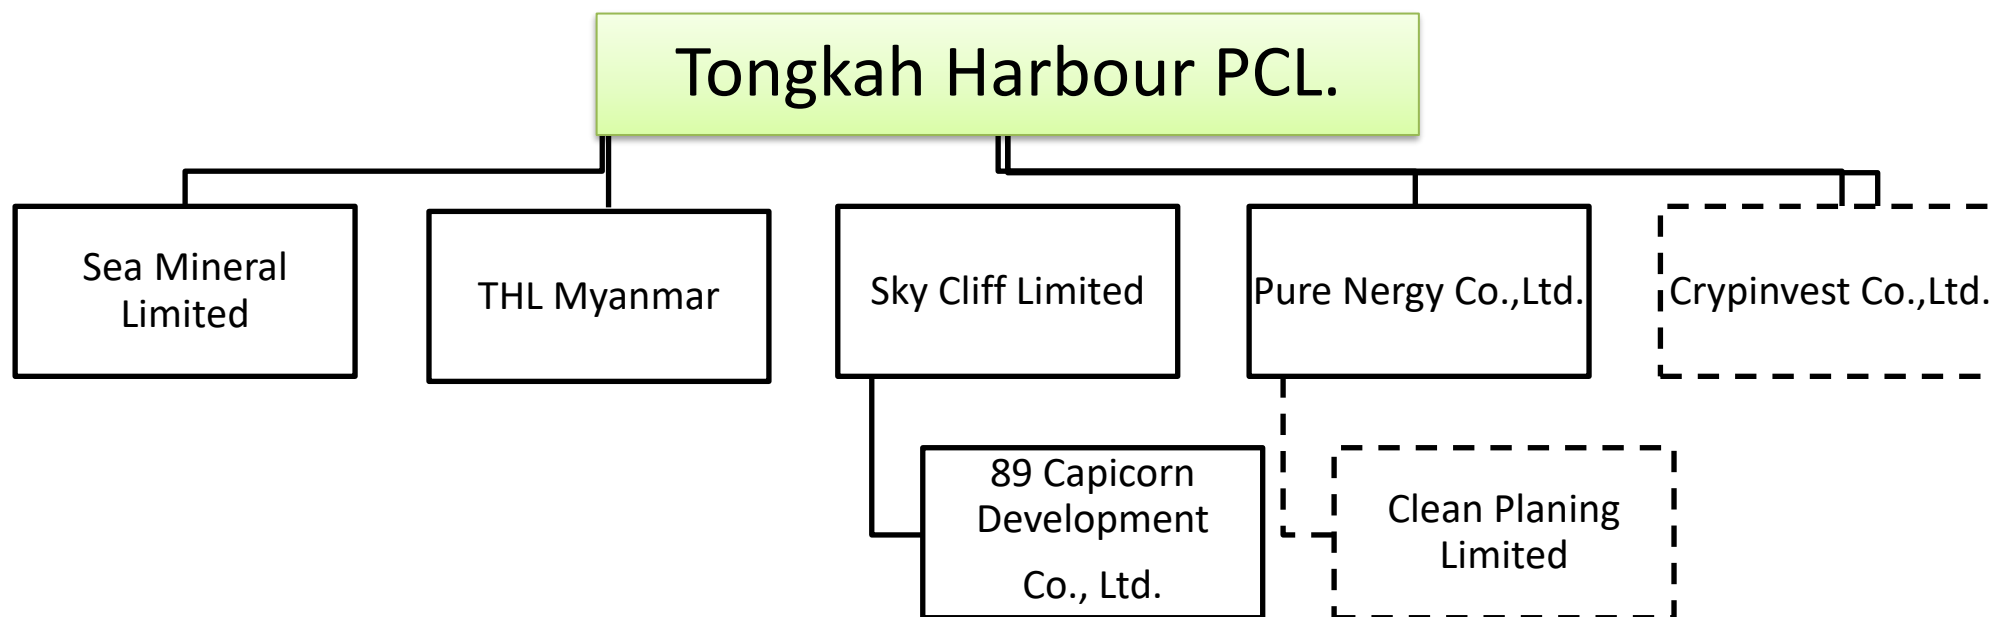 Tongkah Harbour PCL.
Sea Mineral
Limited
THL Myanmar
Sky Cliff Limited
Pure Nergy Co.,Ltd.
Crypinvest Co.,Ltd.
89 Capicorn
Development
Co., Ltd.
Clean Planing
Limited